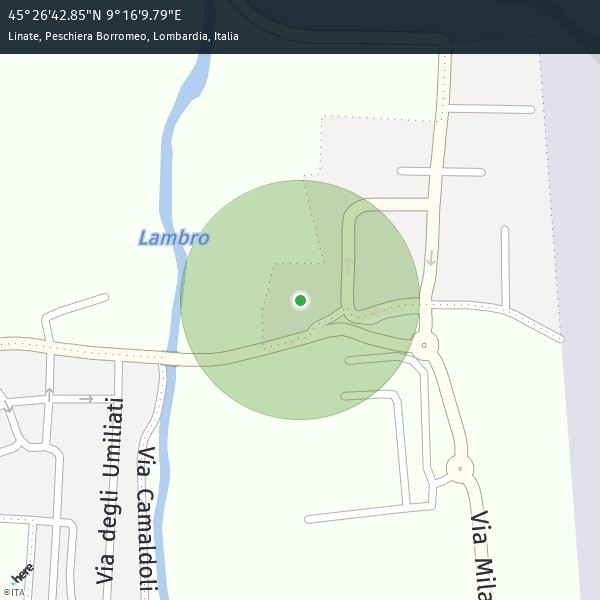 45°26'42.85"N 9°16'9.79"E
Linate, Peschiera Borromeo, Lombardia, Italia
Lambro
Via degli Umiliati
Via Camaldoli
Via Mila
here
©ITA